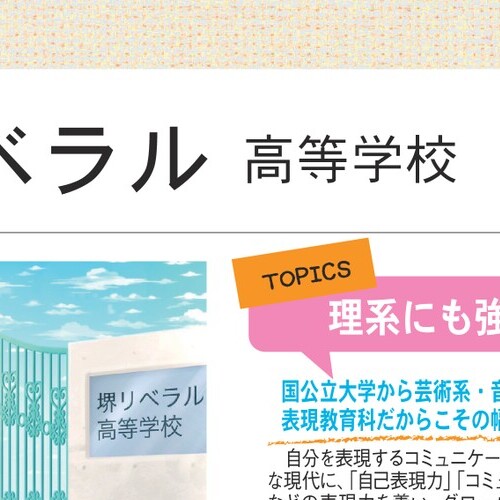 ベラル 高等学校
TOPICS
理系にも強
堺リベラル
高等学校
国公立大学から芸術系・音
表現教育科だからこその幅
自分を表現するコミュニケー
な現代に、「自己表現力」「コミ